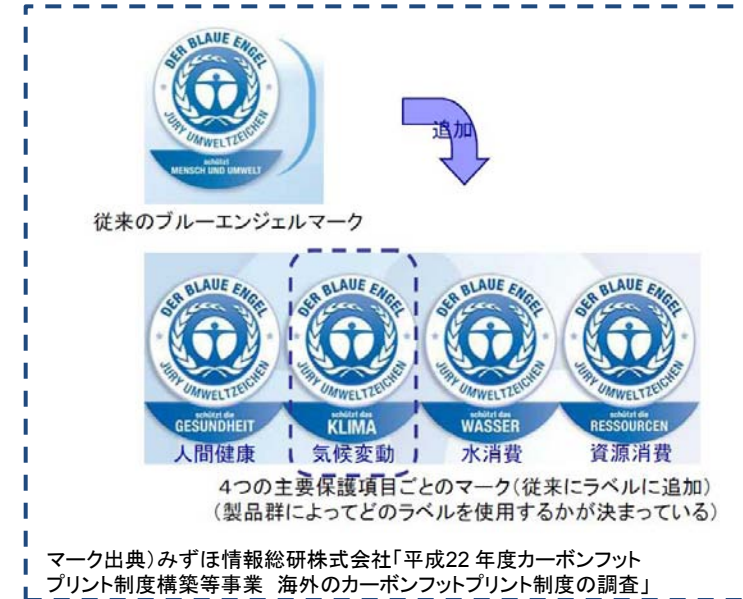 DER BLAUE ENGEL
JURY UMWELTZEICHEN
schützt
MENSCH UND UMWELT
追加
従来のブルーエンジェルマーク
DER BLAUE ENGEL
JURY UMWELTZEICHEN
schützt die
GESUNDHEIT
人間健康
DER BLAUE ENGEL
JURY UMWELTZEICHEN
schützt das
KLIMA
気候変動
DER BLAUE ENGEL
JURY UMWELTZEICHEN
schützt das
WASSER
水消費
DER BLAUE ENGEL
JURY UMWELTZEICHEN
schützt die
RESSOURCEN
資源消費
4つの主要保護項目ごとのマーク(従来にラベルに追加)
(製品群によってどのラベルを使用するかが決まっている)
マーク出典)みずほ情報総研株式会社「平成22 年度カーボンフット
プリント制度構築等事業 海外のカーボンフットプリント制度の調査」